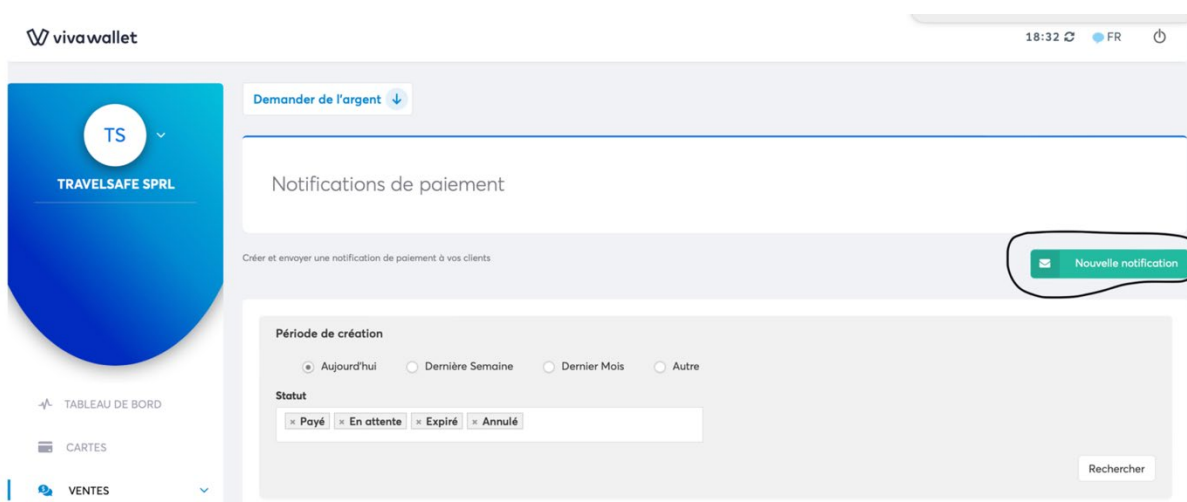 vivawallet
18:32 FR
Demander de l'argent
TS
TRAVELSAFE SPRL
Notifications de paiement
Créer et envoyer une notification de paiement à vos clients
Nouvelle notification
Période de création
Aujourd'hui Dernière Semaine Dernier Mois Autre
Statut
× Payé × En attente × Expiré × Annulé
Rechercher
TABLEAU DE BORD
CARTES
VENTES